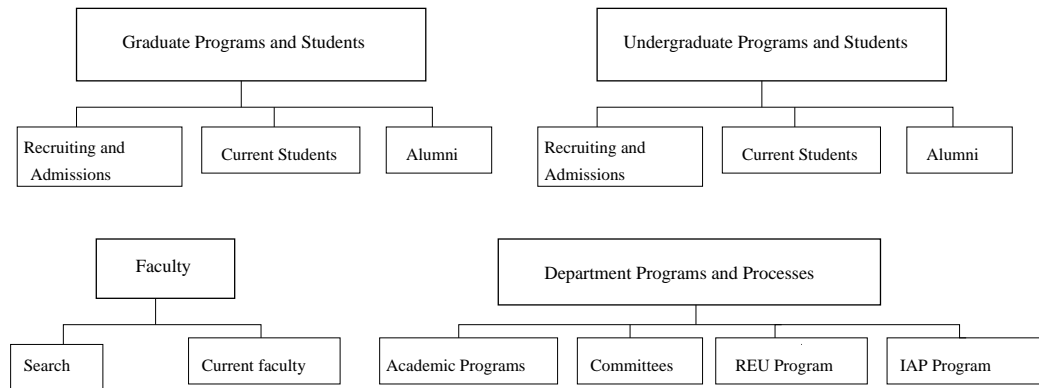 Graduate Programs and Students
Undergraduate Programs and Students
Recruiting and
Admissions
Current Students
Alumni
Recruiting and
Admissions
Current Students
Alumni
Faculty
Department Programs and Processes
Search
Current faculty
Academic Programs
Committees
REU Program
IAP Program